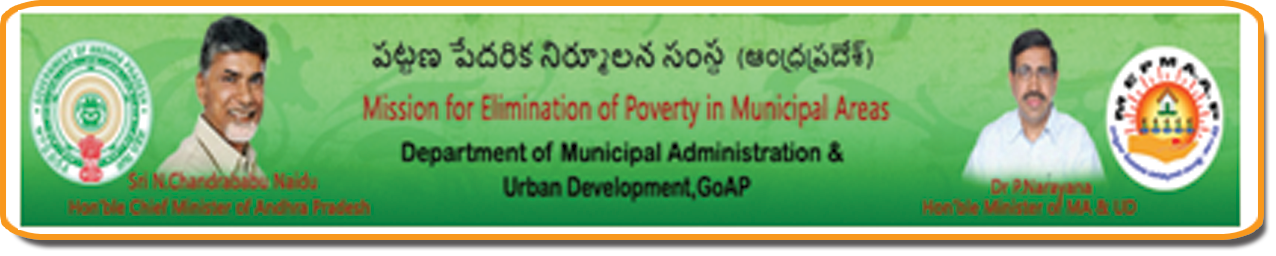 పట్టణ పేదరిక నిర్మూలన సంస్థ (ఆంధ్రప్రదేశ్)
Mission for Elimination of Poverty in Municipal Areas
Department of Municipal Administration &
Urban Development,GoAP
Sri N.Chandrababu Naidu
Hon'ble Chief Minister of Andhra Pradesh
Dr P.Narayana
Hon'ble Minister of MA & UD
MEPMA-AP